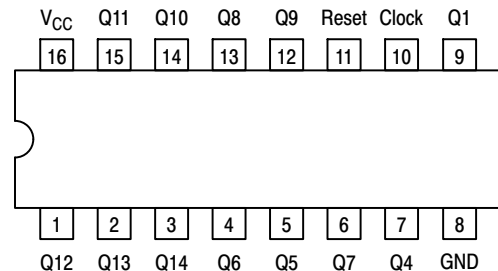 V_CC Q11 Q10 Q8 Q9 Reset Clock Q1
16 15 14 13 12 11 10 9
1 2 3 4 5 6 7 8
Q12 Q13 Q14 Q6 Q5 Q7 Q4 GND